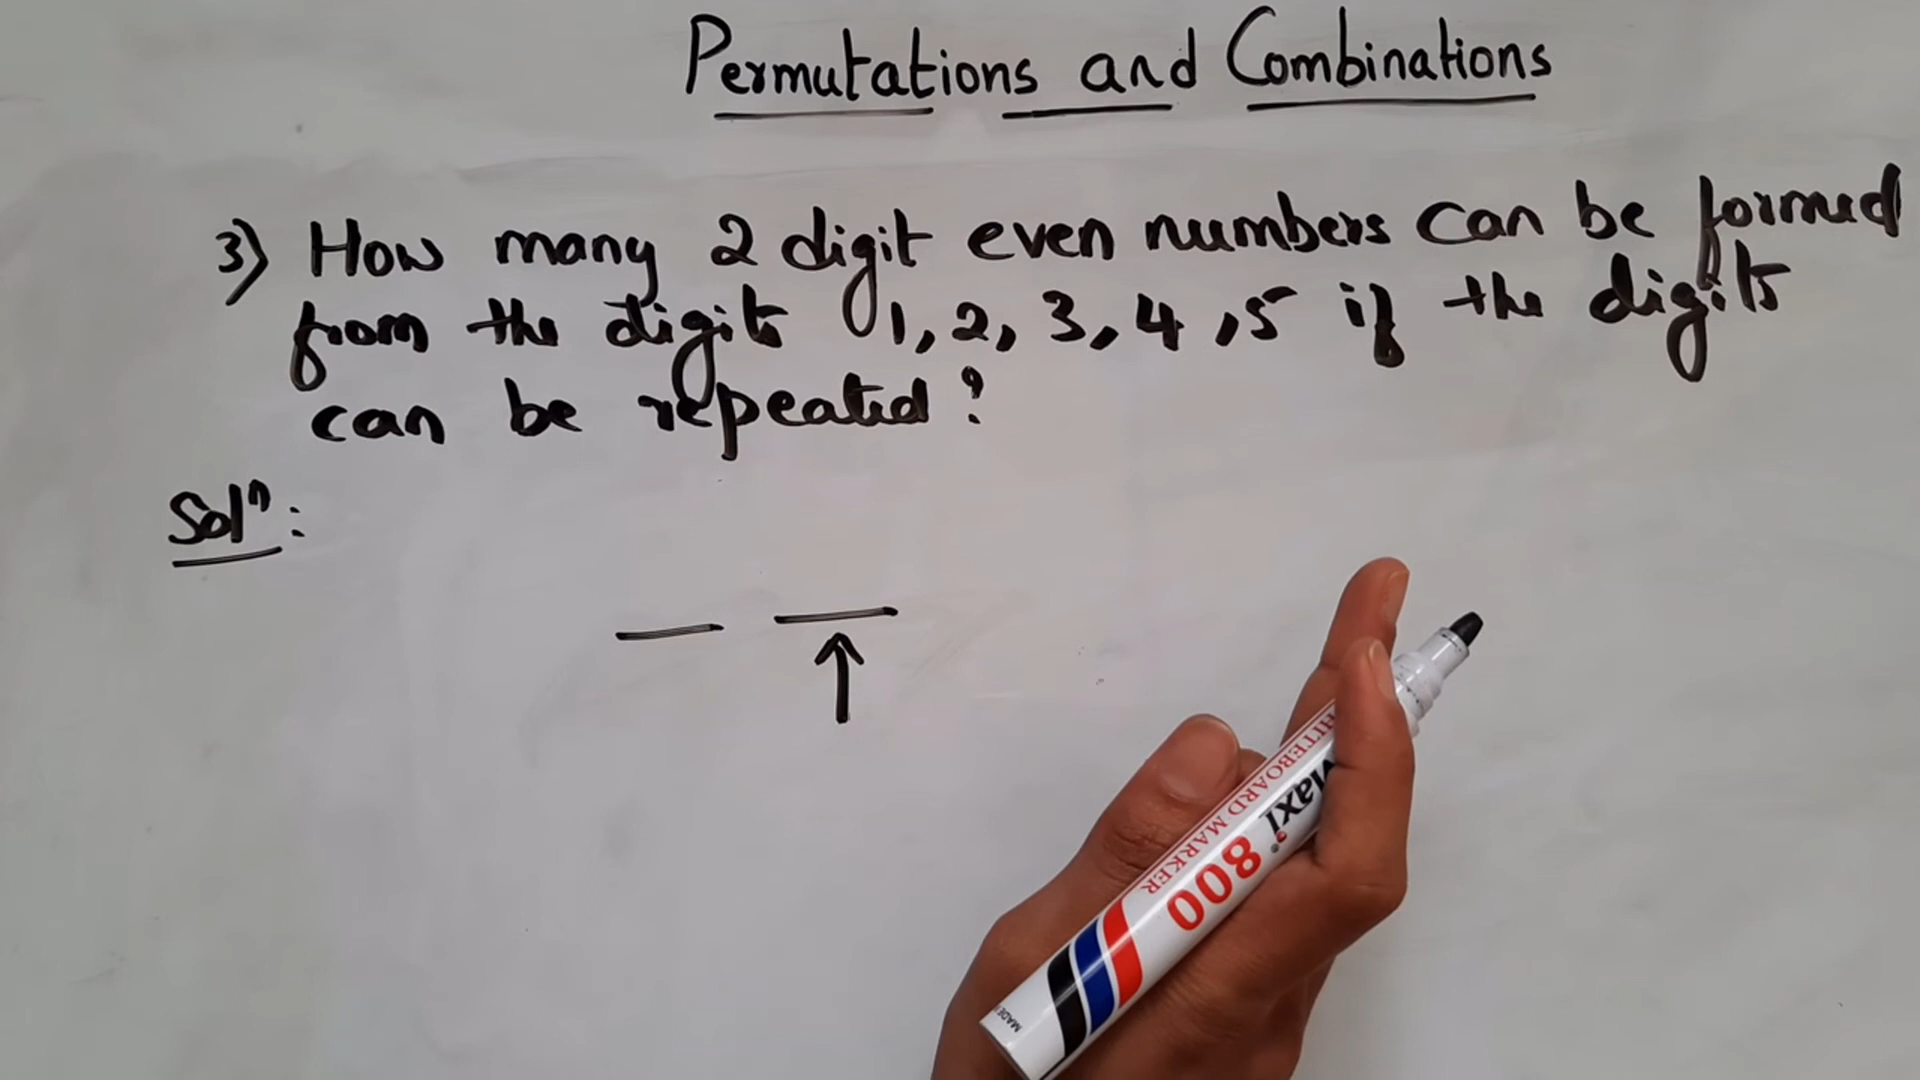 Permutations and Combinations
3) How many 2 digit even numbers can be formed
from the digits 1, 2, 3, 4, 5 if the digits
can be repeated?
Solⁿ:
Maxi
WHITEBOARD MARKER
800
MADE